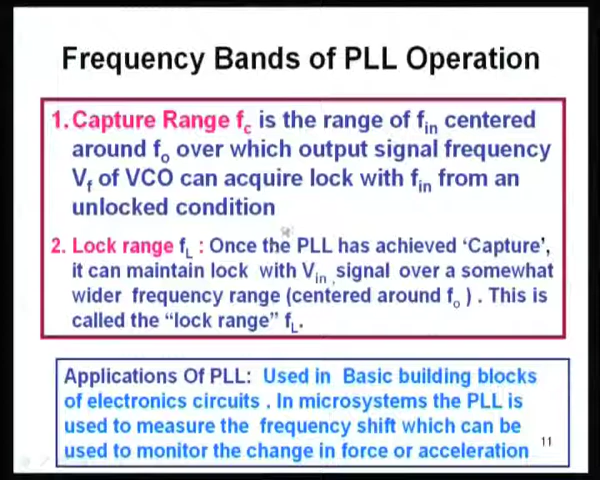 Frequency Bands of PLL Operation
1. Capture Range fc is the range of fin centered
around fo over which output signal frequency
Vf of VCO can acquire lock with fin from an
unlocked condition
2. Lock range fL : Once the PLL has achieved ‘Capture’,
it can maintain lock with Vin signal over a somewhat
wider frequency range (centered around fo ) . This is
called the “lock range” fL.
Applications Of PLL: Used in Basic building blocks
of electronics circuits . In microsystems the PLL is
used to measure the frequency shift which can be
used to monitor the change in force or acceleration
11